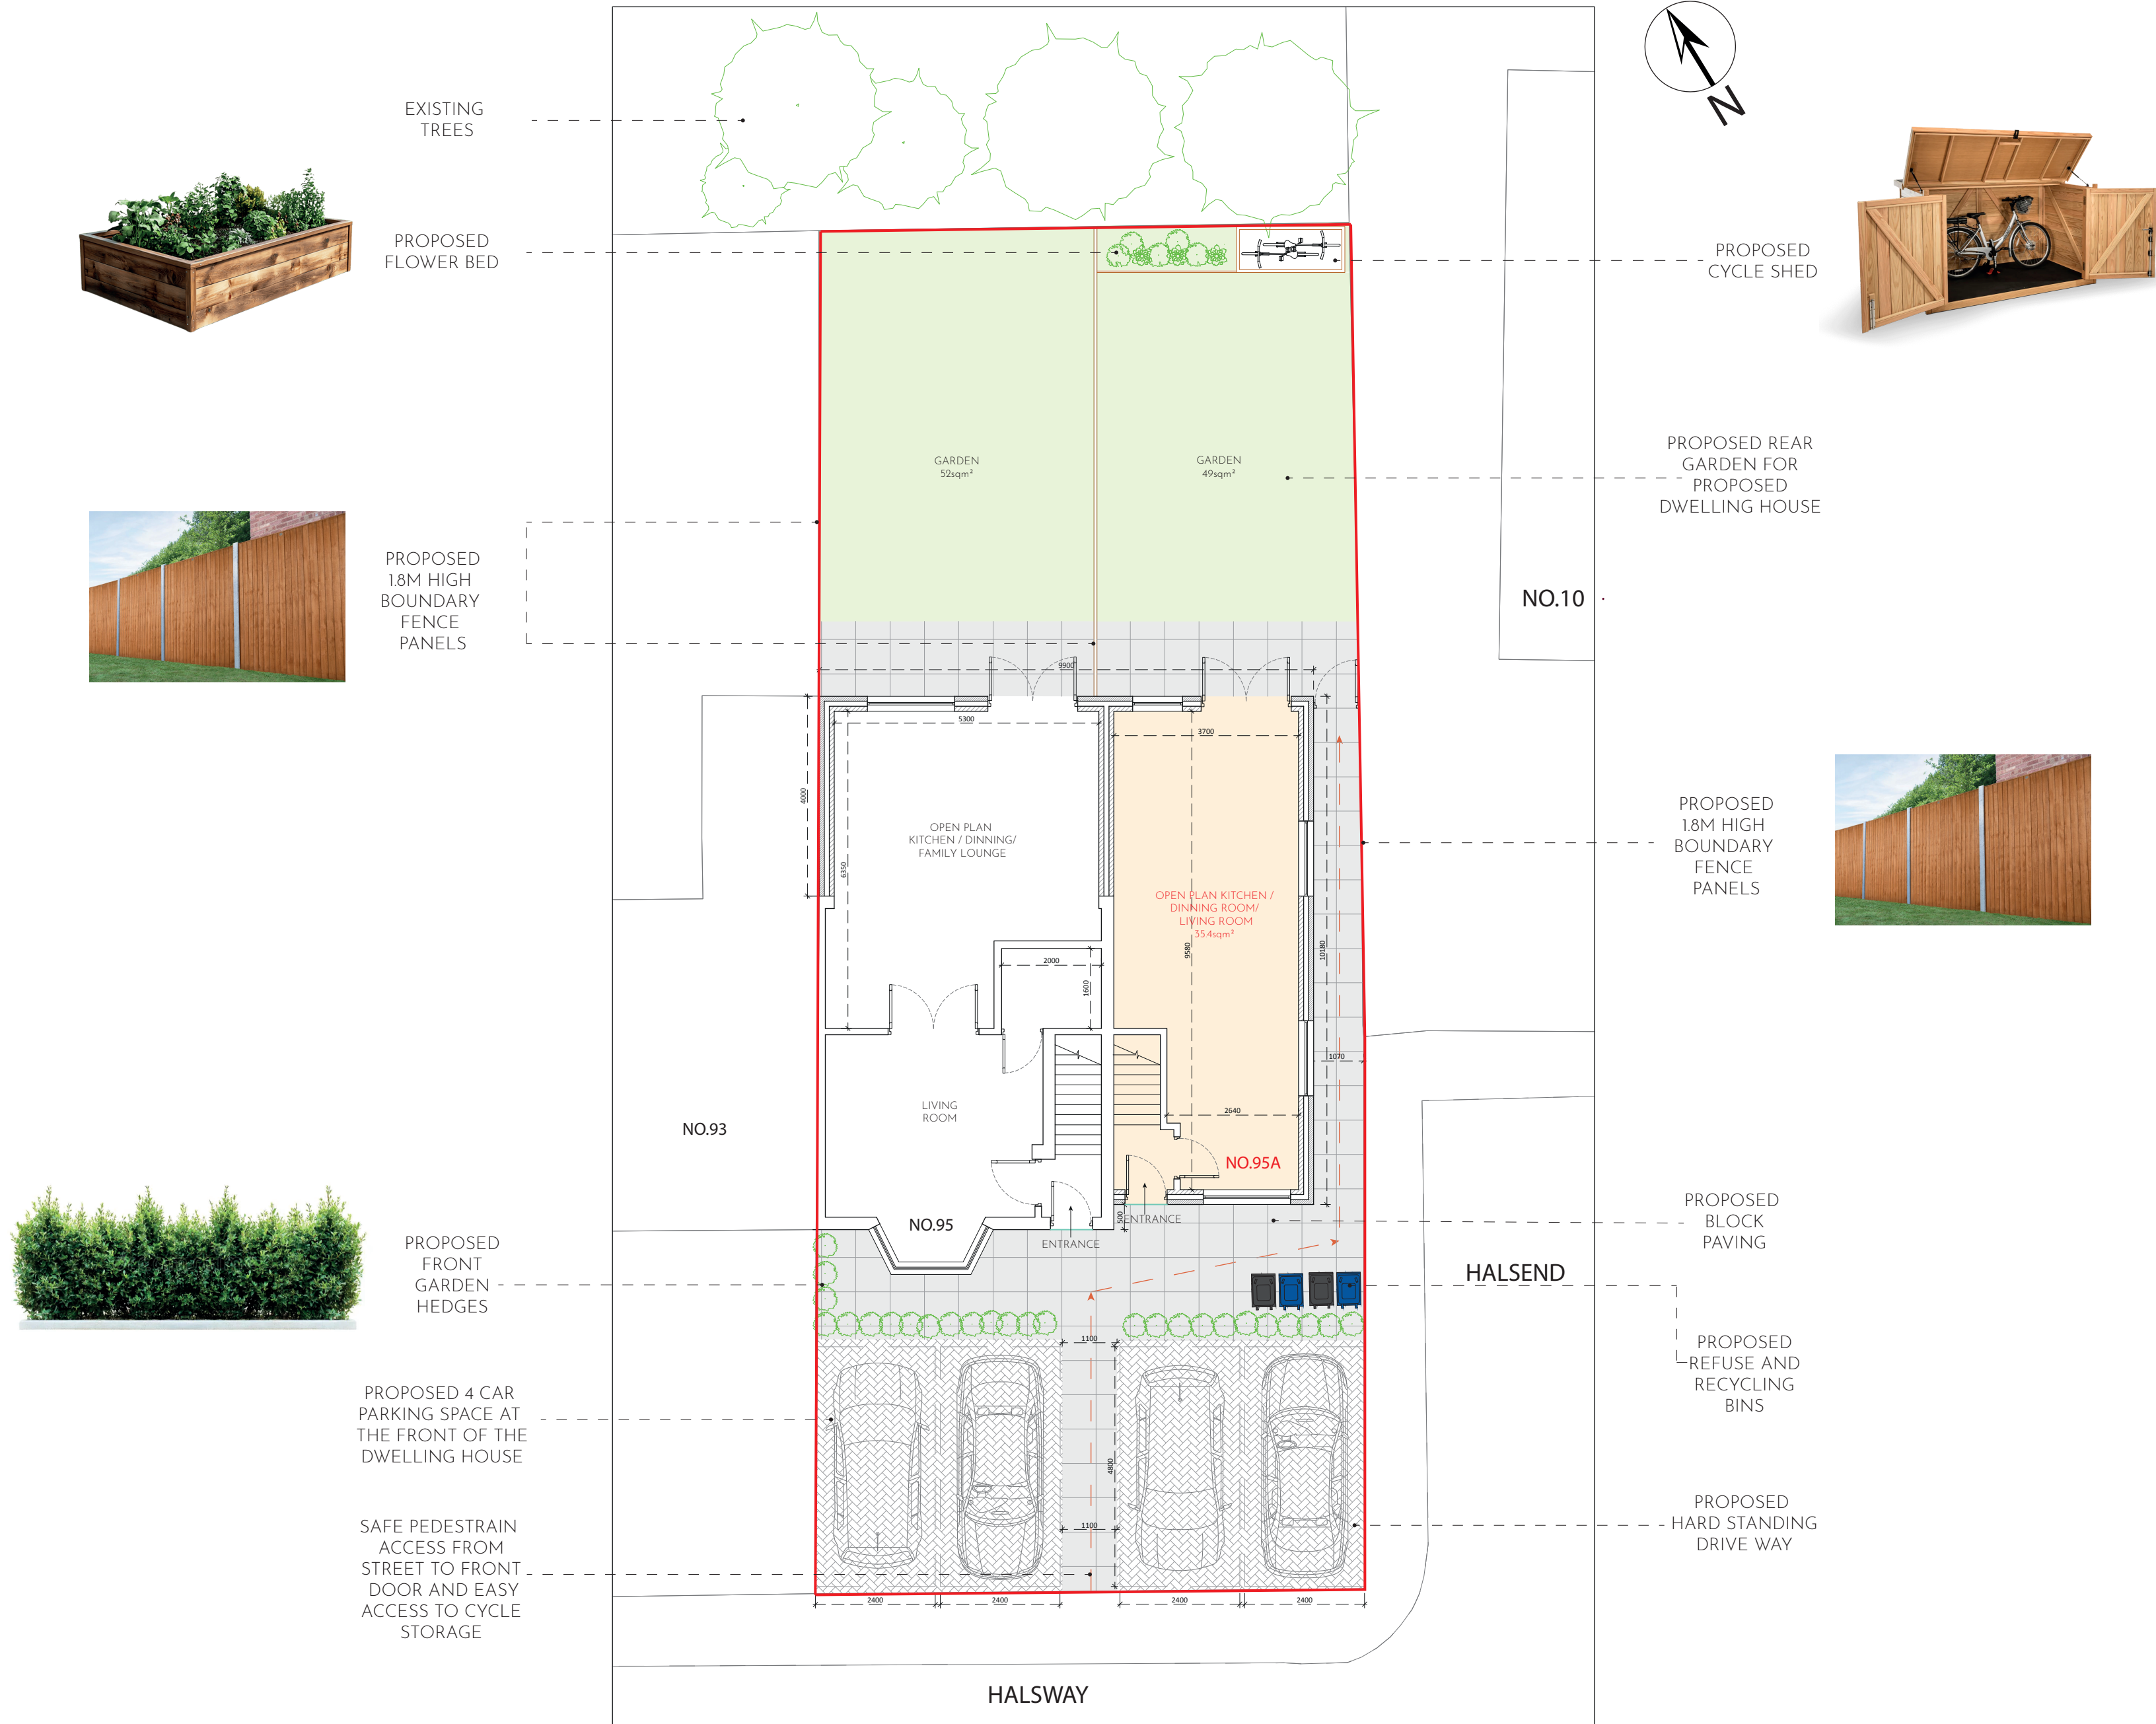 N
EXISTING
TREES
PROPOSED
FLOWER BED
PROPOSED
CYCLE SHED
GARDEN
52sqm²
GARDEN
49sqm²
PROPOSED REAR
GARDEN FOR
PROPOSED
DWELLING HOUSE
PROPOSED
1.8M HIGH
BOUNDARY
FENCE
PANELS
NO.10
9900
5300
3700
4000
6350
OPEN PLAN
KITCHEN / DINNING/
FAMILY LOUNGE
OPEN PLAN KITCHEN /
DINNING ROOM/
LIVING ROOM
35.4sqm²
9580
10180
PROPOSED
1.8M HIGH
BOUNDARY
FENCE
PANELS
2000
1600
1070
2640
LIVING
ROOM
NO.93
NO.95A
NO.95
500
ENTRANCE
ENTRANCE
PROPOSED
BLOCK
PAVING
PROPOSED
FRONT
GARDEN
HEDGES
HALSEND
PROPOSED
REFUSE AND
RECYCLING
BINS
1100
4800
1100
PROPOSED 4 CAR
PARKING SPACE AT
THE FRONT OF THE
DWELLING HOUSE
PROPOSED
HARD STANDING
DRIVE WAY
SAFE PEDESTRAIN
ACCESS FROM
STREET TO FRONT
DOOR AND EASY
ACCESS TO CYCLE
STORAGE
2400
2400
2400
2400
HALSWAY